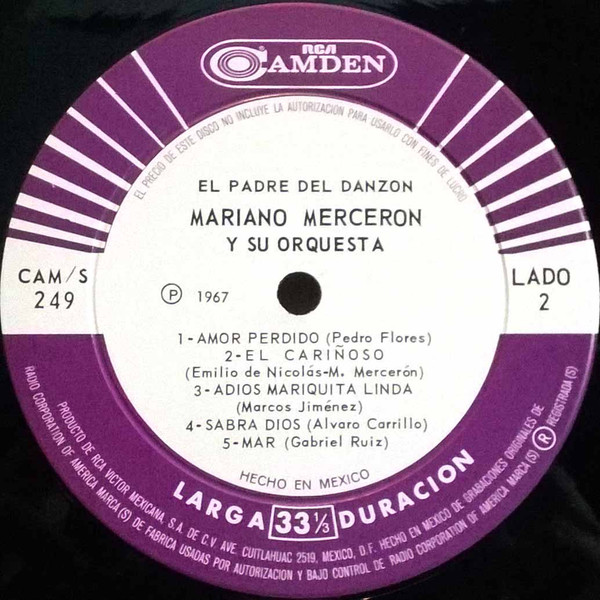 RCA
CAMDEN
EL PRECIO DE ESTE DISCO NO INCLUYE LA AUTORIZACION PARA USARLO CON FINES DE LUCRO
EL PADRE DEL DANZON
MARIANO MERCERON
Y SU ORQUESTA
CAM/S
249
LADO
2
Ⓟ 1967
1-AMOR PERDIDO (Pedro Flores)
2-EL CARIÑOSO
(Emilio de Nicolás-M. Mercerón)
3-ADIOS MARIQUITA LINDA
(Marcos Jiménez)
4-SABRA DIOS (Alvaro Carrillo)
5-MAR (Gabriel Ruiz)
HECHO EN MEXICO
LARGA 33 1/3 DURACION
PRODUCTO DE RCA VICTOR MEXICANA, S.A. DE C.V. AVE. CUITLAHUAC 2519, MEXICO, D.F. HECHO EN MEXICO DE GRABACIONES ORIGINALES DE
RADIO CORPORATION OF AMERICA MARCA (S) DE FABRICA USADAS POR AUTORIZACION Y BAJO CONTROL DE RADIO CORPORATION OF AMERICA MARCA (S) ® REGISTRADA (S)